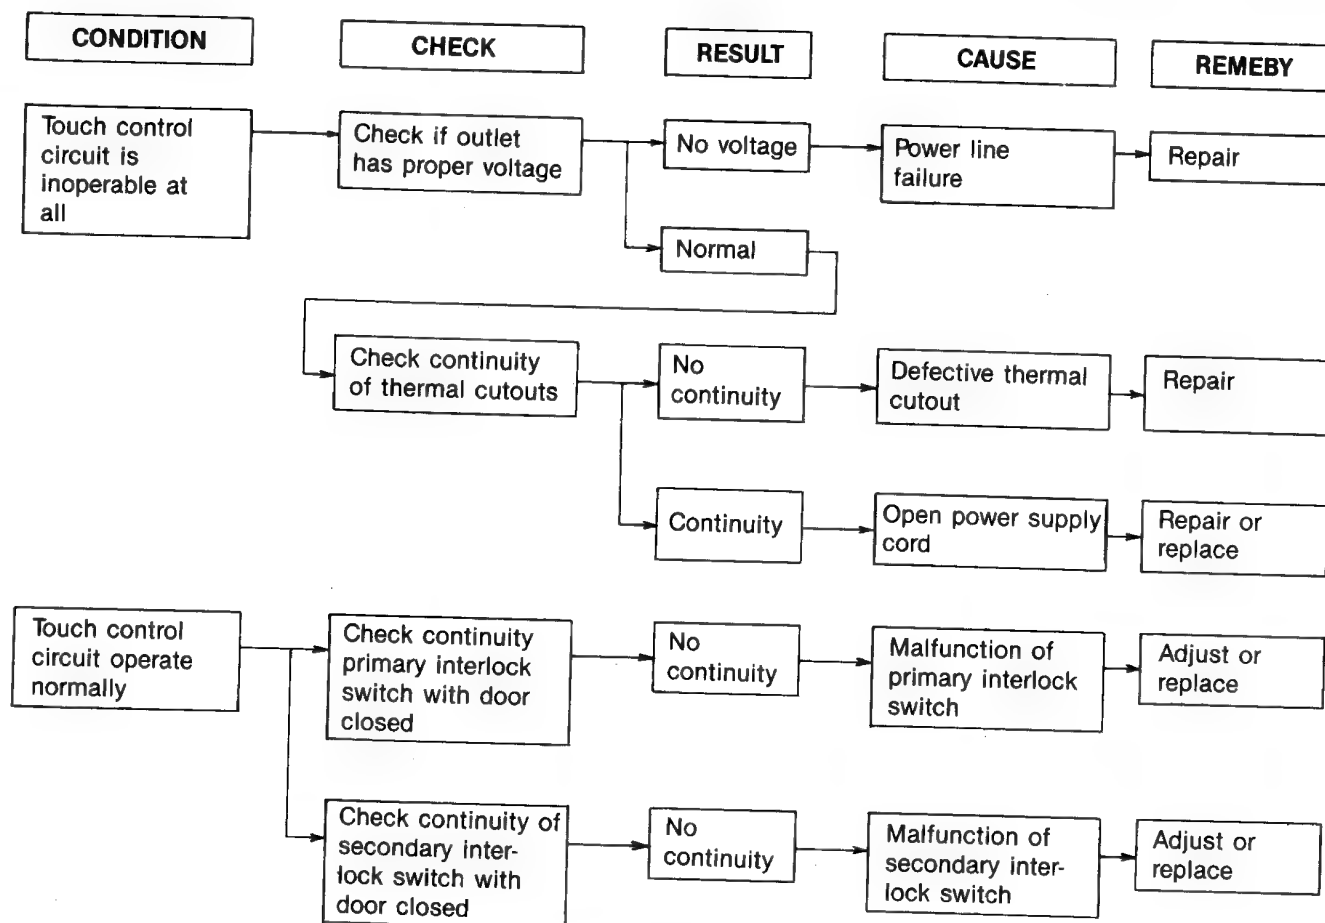 CONDITION
CHECK
RESULT
CAUSE
REMEBY
Touch control
circuit is
inoperable at
all
Check if outlet
has proper voltage
No voltage
Power line
failure
Repair
Normal
Check continuity
of thermal cutouts
No
continuity
Defective thermal
cutout
Repair
Continuity
Open power supply
cord
Repair or
replace
Touch control
circuit operate
normally
Check continuity
primary interlock
switch with door
closed
No
continuity
Malfunction of
primary interlock
switch
Adjust or
replace
Check continuity of
secondary inter-
lock switch with
door closed
No
continuity
Malfunction of
secondary inter-
lock switch
Adjust or
replace